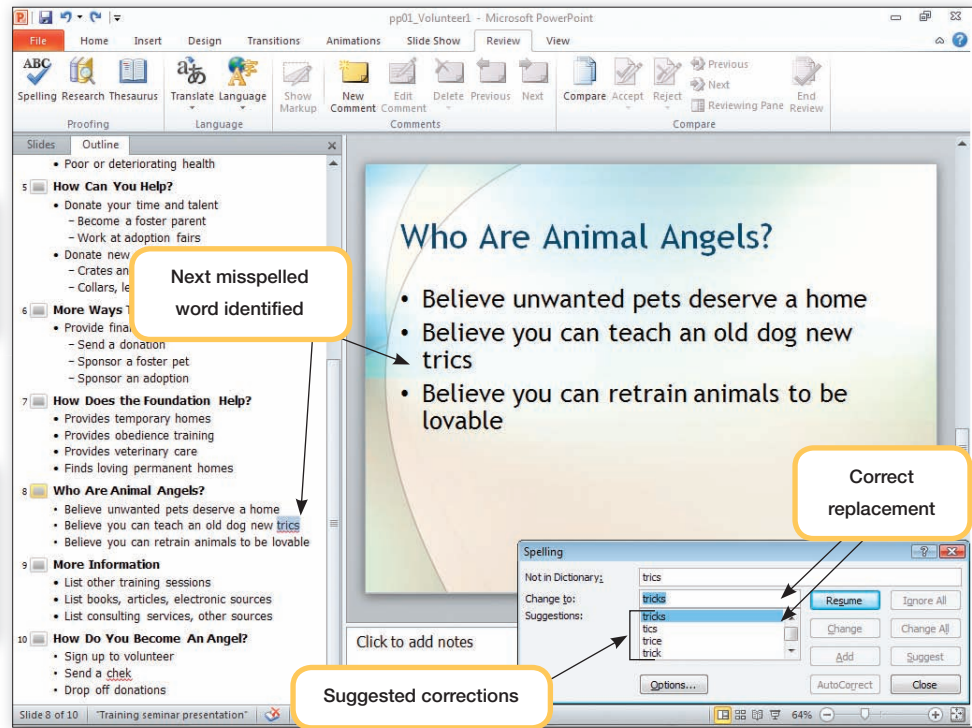 pp01_Volunteer1 - Microsoft PowerPoint
File Home Insert Design Transitions Animations Slide Show Review View
ABC
Spelling Research Thesaurus Translate Language Show Markup New Comment Edit Comment Delete Previous Next Compare Accept Reject Previous Next Reviewing Pane End Review
Proofing Language Comments Compare
Slides Outline
• Poor or deteriorating health
5 How Can You Help?
• Donate your time and talent
– Become a foster parent
– Work at adoption fairs
• Donate new
– Crates an
– Collars, le
6 More Ways T
• Provide fina
– Send a donation
– Sponsor a foster pet
– Sponsor an adoption
7 How Does the Foundation Help?
• Provides temporary homes
• Provides obedience training
• Provides veterinary care
• Finds loving permanent homes
8 Who Are Animal Angels?
• Believe unwanted pets deserve a home
• Believe you can teach an old dog new trics
• Believe you can retrain animals to be lovable
9 More Information
• List other training sessions
• List books, articles, electronic sources
• List consulting services, other sources
10 How Do You Become An Angel?
• Sign up to volunteer
• Send a chek
• Drop off donations
Next misspelled
word identified
Who Are Animal Angels?
• Believe unwanted pets deserve a home
• Believe you can teach an old dog new
trics
• Believe you can retrain animals to be
lovable
Correct
replacement
Click to add notes
Spelling
Not in Dictionary: trics
Change to: tricks
Suggestions: tricks
tics
trice
trick
Resume Ignore All
Change Change All
Add Suggest
Options... AutoCorrect Close
Suggested corrections
Slide 8 of 10 "Training seminar presentation" 64%